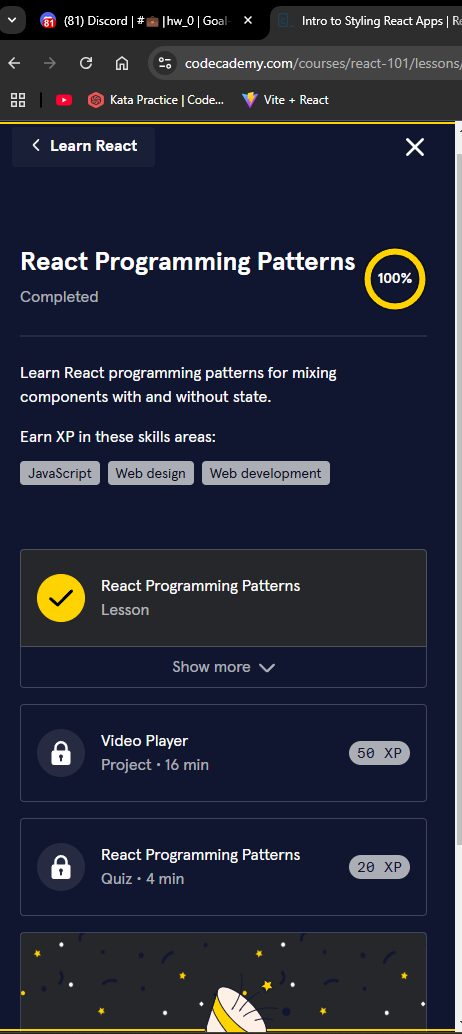 81
(81) Discord | #💼 | hw_0 | Goal-
Intro to Styling React Apps | Re
codecademy.com/courses/react-101/lessons/
Kata Practice | Code...
Vite + React
Learn React
React Programming Patterns
100%
Completed
Learn React programming patterns for mixing
components with and without state.
Earn XP in these skills areas:
JavaScript
Web design
Web development
React Programming Patterns
Lesson
Show more
Video Player
Project • 16 min
50 XP
React Programming Patterns
Quiz • 4 min
20 XP